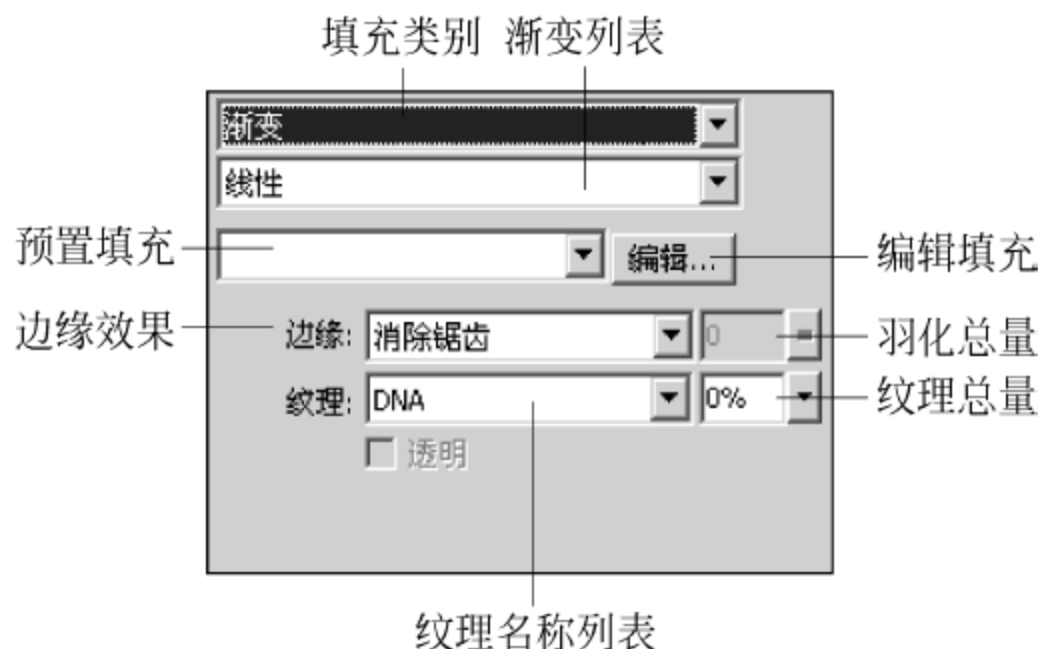 填充类别 渐变列表
渐变
线性
预置填充 编辑... 编辑填充
边缘效果 边缘: 消除锯齿 0 羽化总量
纹理: DNA 0% 纹理总量
透明
纹理名称列表